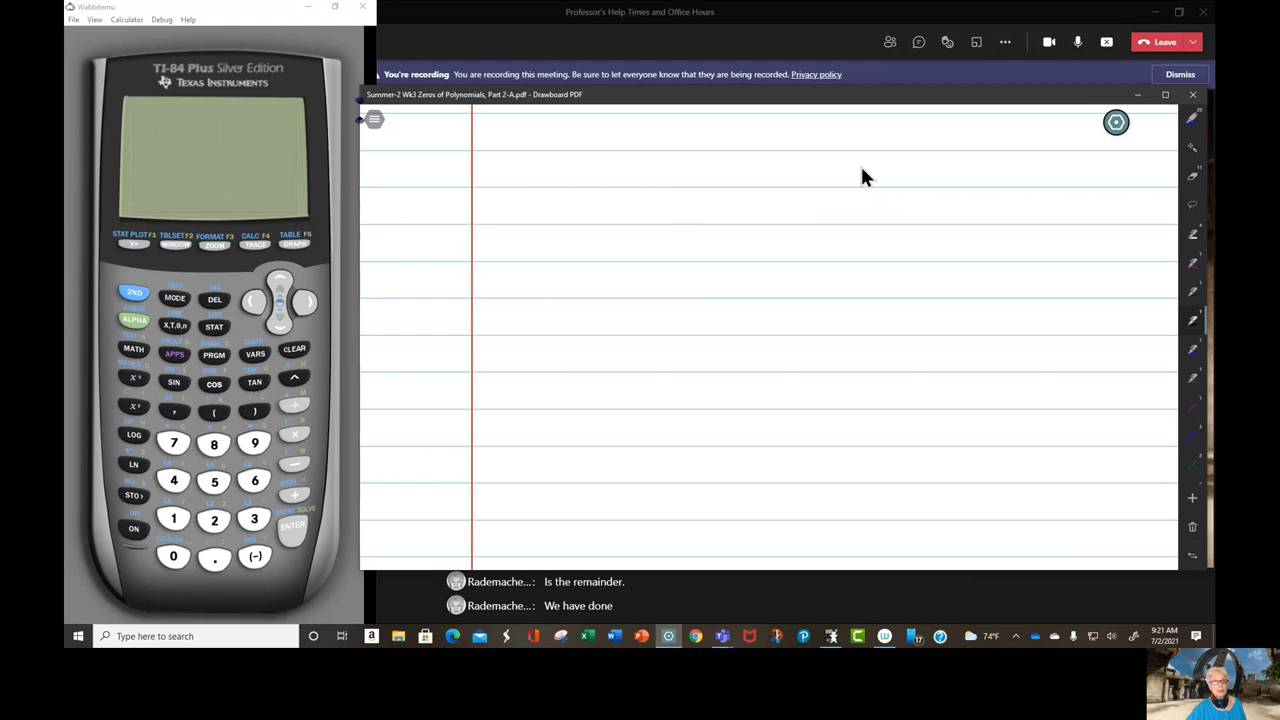 Wabbitemu
File View Calculator Debug Help
Professor's Help Times and Office Hours
Leave
You're recording You are recording this meeting. Be sure to let everyone know that they are being recorded. Privacy policy
Dismiss
Summer-2 Wk3 Zeros of Polynomials, Part 2-A.pdf - Drawboard PDF
TI-84 Plus Silver Edition
TEXAS INSTRUMENTS
STAT PLOT F1 TBLSET F2 FORMAT F3 CALC F4 TABLE F5
Y= WINDOW ZOOM TRACE GRAPH
2ND MODE DEL
ALPHA X,T,θ,n STAT
MATH APPS PRGM VARS CLEAR
SIN COS TAN ^
x² , ( ) ÷
LOG 7 8 9 ×
LN 4 5 6 −
STO› 1 2 3 +
ON 0 . (−) ENTER
Rademache...: Is the remainder.
Rademache...: We have done
Type here to search
74°F
9:21 AM
7/2/2021